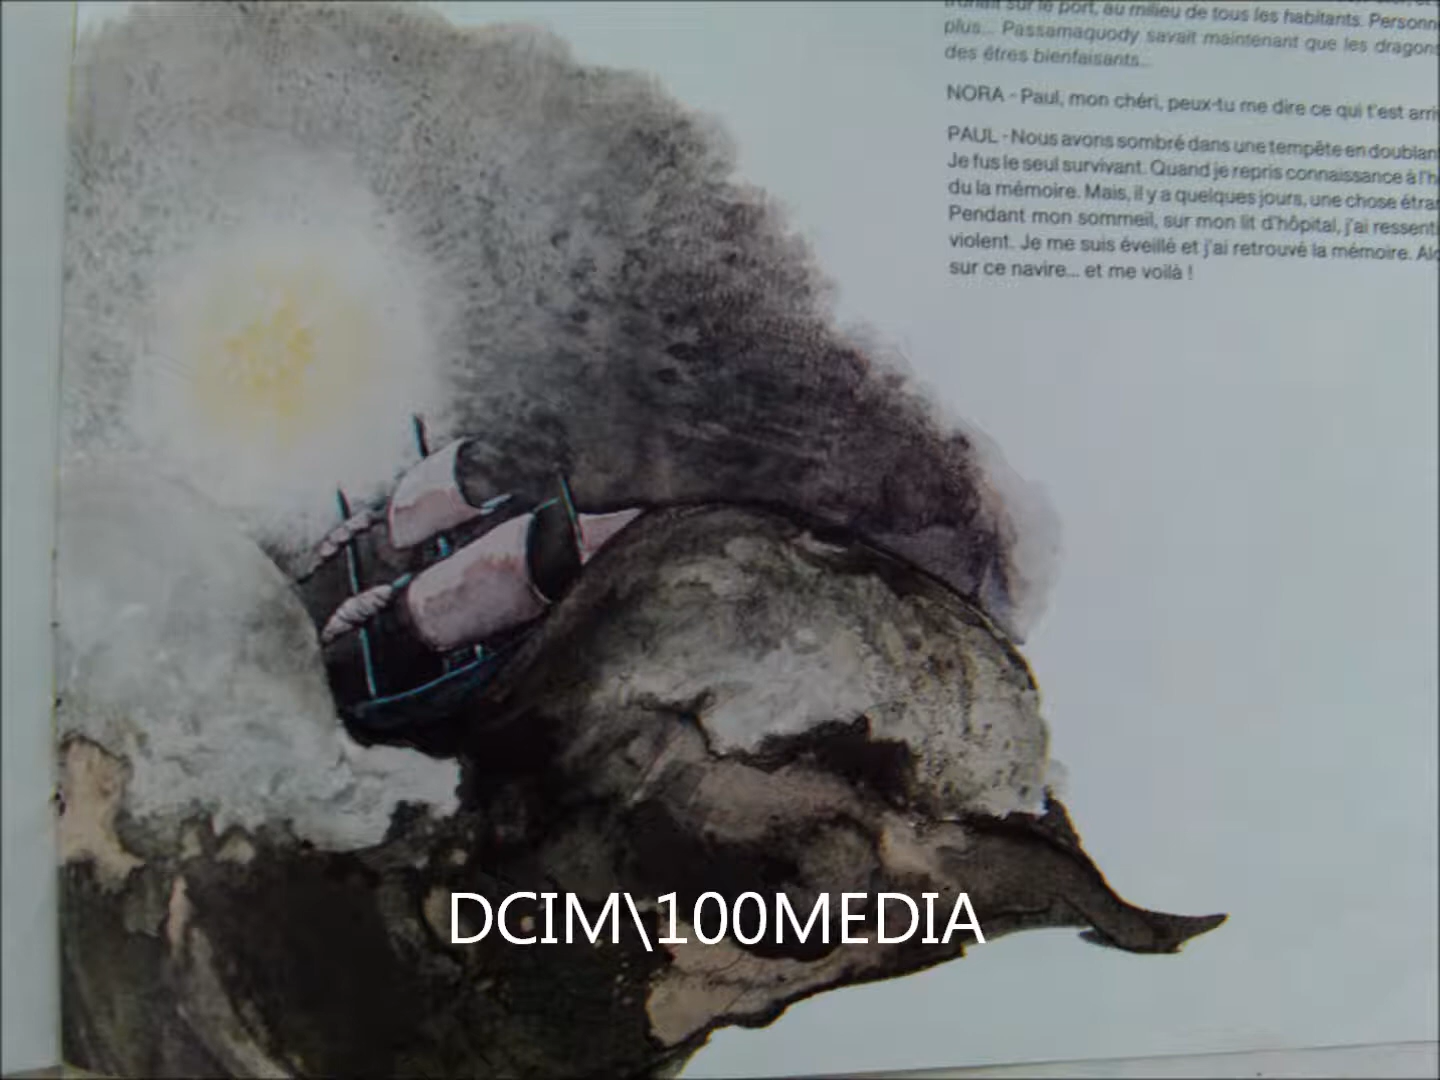 sur le port, au milieu de tous les habitants.
plus... Passamaquody savait maintenant que les dragons
des êtres bienfaisants...
NORA - Paul, mon chéri, peux-tu me dire ce qui t'est
PAUL - Nous avons sombré dans une tempête en doublan
Je fus le seul survivant. Quand je repris connaissance à
du la mémoire. Mais, il y a quelques jours, une chose
Pendant mon sommeil, sur mon lit d'hôpital, j'ai ressenti
violent. Je me suis éveillé et j'ai retrouvé la mémoire.
sur ce navire... et me voilà !
DCIM\100MEDIA